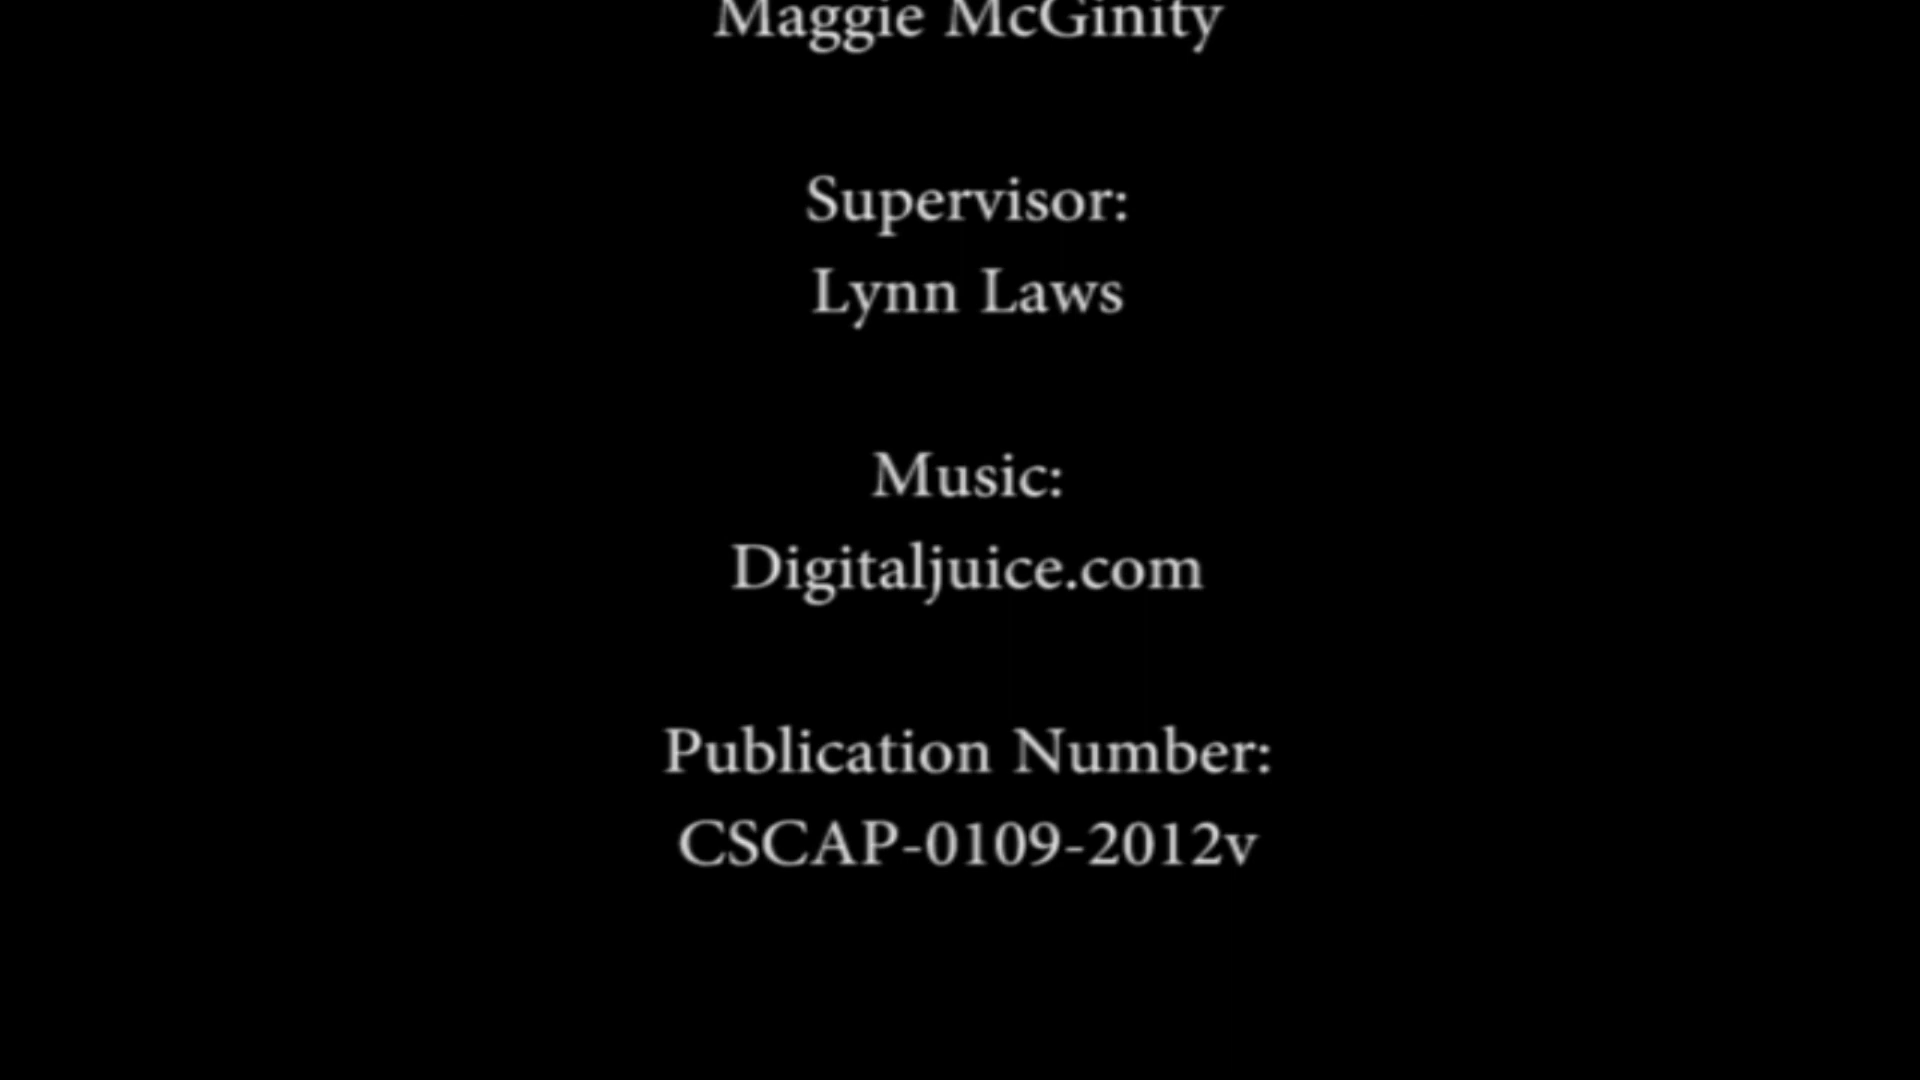 Maggie McGinity
Supervisor:
Lynn Laws
Music:
Digitaljuice.com
Publication Number:
CSCAP-0109-2012v